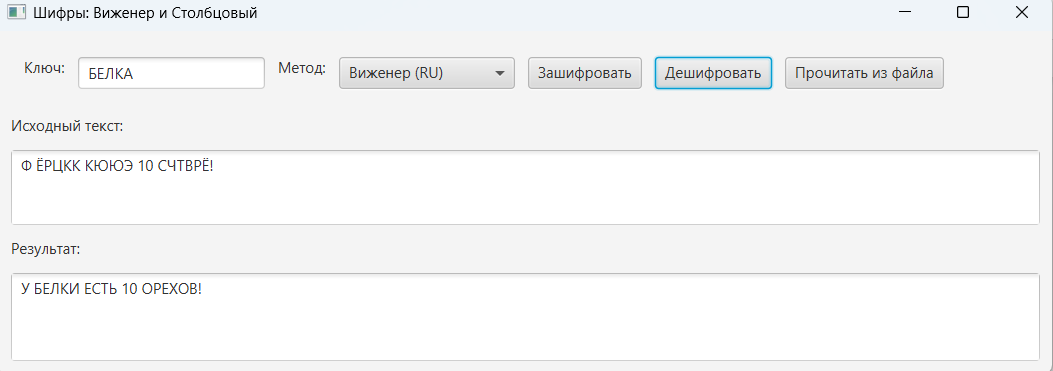 Шифры: Виженер и Столбцовый
Ключ: БЕЛКА Метод: Виженер (RU) Зашифровать Дешифровать Прочитать из файла
Исходный текст:
Ф ЁРЦКК КЮЮЭ 10 СЧТВРЁ!
Результат:
У БЕЛКИ ЕСТЬ 10 ОРЕХОВ!